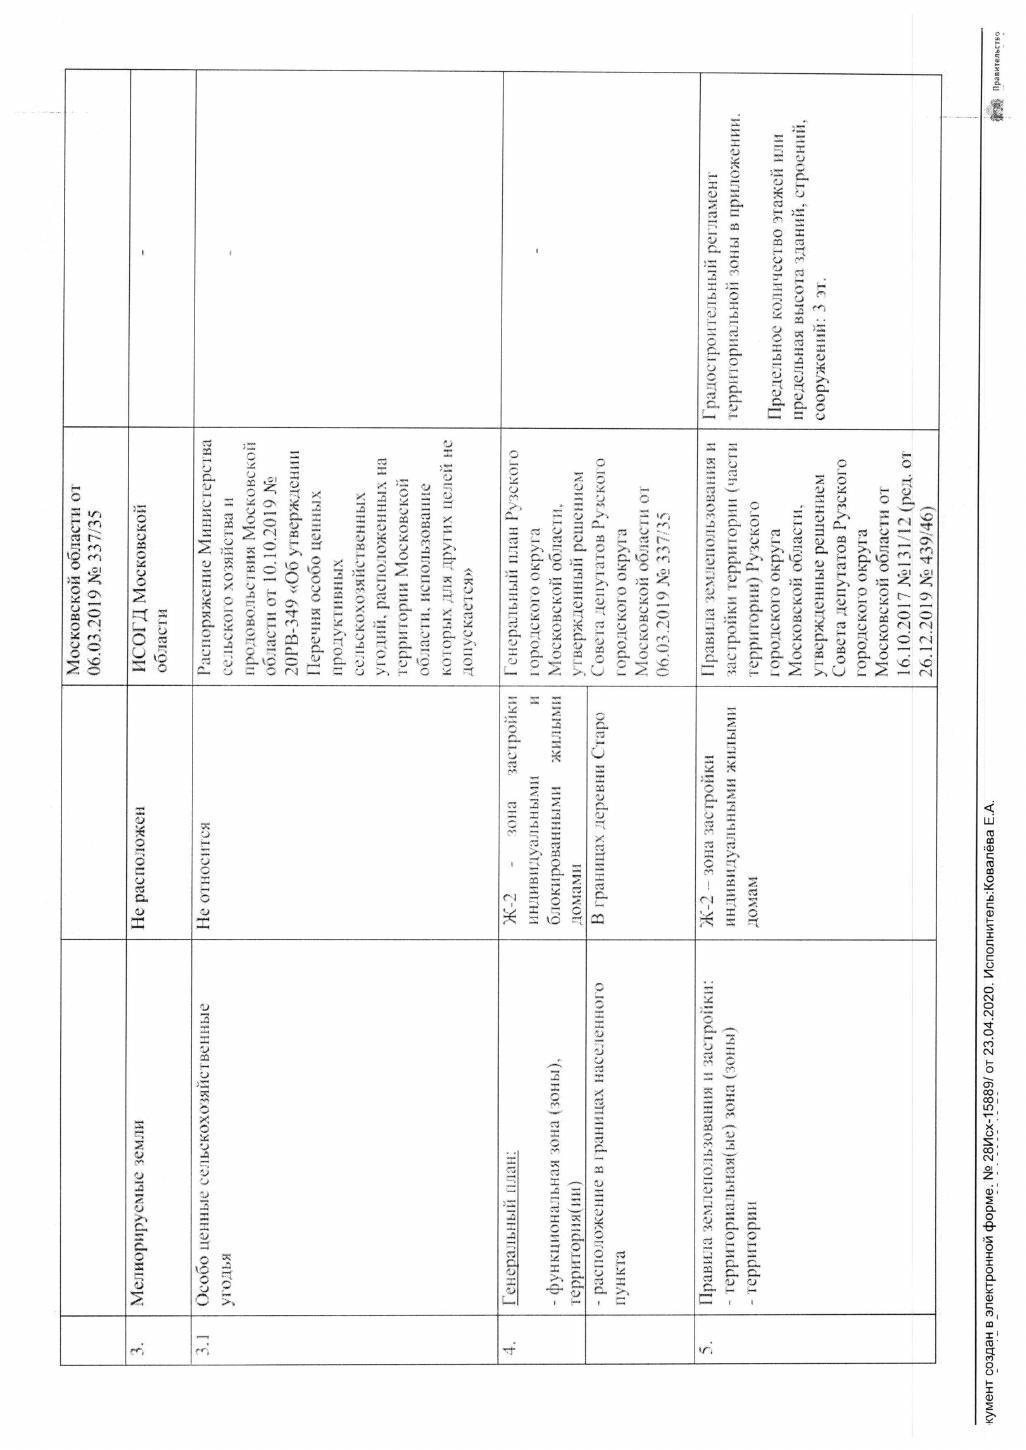 Московской области от
06.03.2019 № 337/35
3.
Мелиорируемые земли
Не расположен
ИСОГД Московской
области
-
3.1
Особо ценные сельскохозяйственные
угодья
Не относится
Распоряжение Министерства
сельского хозяйства и
продовольствия Московской
области от 10.10.2019 №
20РВ-349 «Об утверждении
Перечня особо ценных
продуктивных
сельскохозяйственных
угодий, расположенных на
территории Московской
области, использование
которых для других целей не
допускается»
-
4.
Генеральный план:
- функциональная зона (зоны),
территория(ии)
Ж-2 - зона застройки
индивидуальными и
блокированными жилыми
домами
Генеральный план Рузского
городского округа
Московской области,
утвержденный решением
Совета депутатов Рузского
городского округа
Московской области от
06.03.2019 № 337/35
-
- расположение в границах населенного
пункта
В границах деревни Старо
5.
Правила землепользования и застройки:
- территориальная(ые) зона (зоны)
- территории
Ж-2 – зона застройки
индивидуальными жилыми
домам
Правила землепользования и
застройки территории (части
территории) Рузского
городского округа
Московской области,
утвержденные решением
Совета депутатов Рузского
городского округа
Московской области от
16.10.2017 №131/12 (ред. от
26.12.2019 № 439/46)
Градостроительный регламент
территориальной зоны в приложении.
Предельное количество этажей или
предельная высота зданий, строений,
сооружений: 3 эт.
кумент создан в электронной форме. № 28Исх-15889/ от 23.04.2020. Исполнитель:Ковалёва Е.А.
Правительство